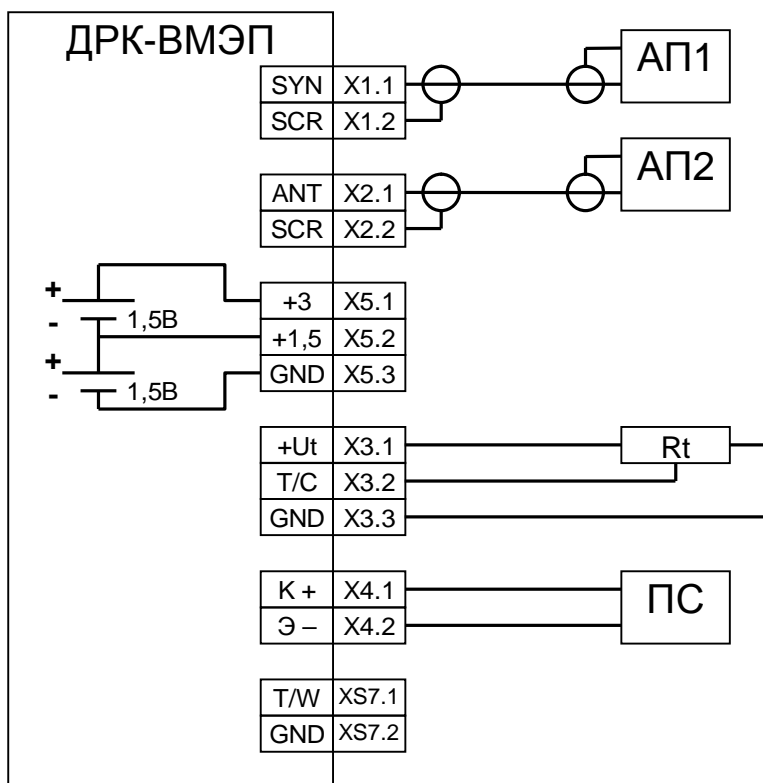 ДРК-ВМЭП
SYN X1.1
SCR X1.2
АП1
ANT X2.1
SCR X2.2
АП2
+
-
1,5В
+
-
1,5В
+3 X5.1
+1,5 X5.2
GND X5.3
+Ut X3.1
T/C X3.2
GND X3.3
Rt
К + X4.1
Э – X4.2
ПС
T/W XS7.1
GND XS7.2